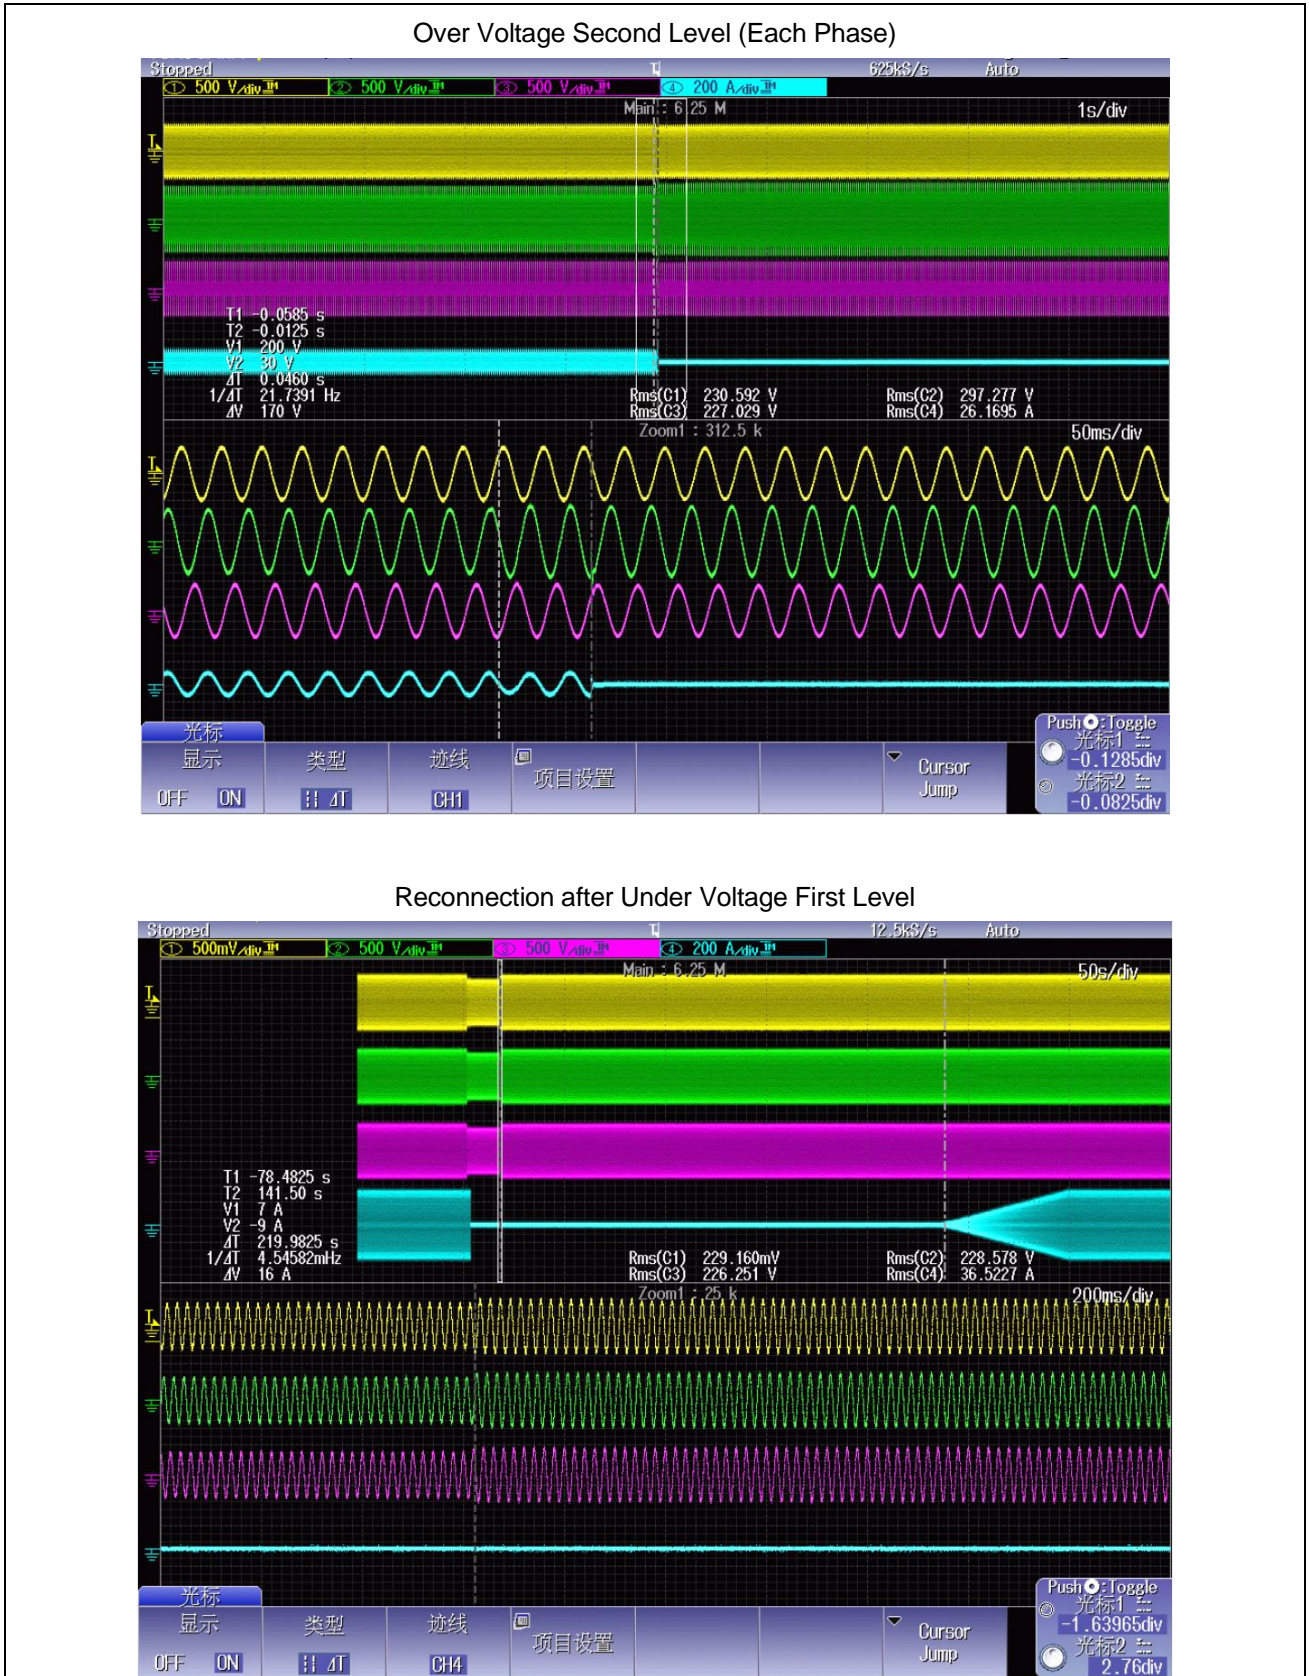 Over Voltage Second Level (Each Phase)
Stopped 625kS/s Auto
① 500 V/div ② 500 V/div ③ 500 V/div ④ 200 A/div
Main : 6.25 M 1s/div
T1 -0.0585 s
T2 -0.0125 s
V1 200 V
V2 30 V
ΔT 0.0460 s
1/ΔT 21.7391 Hz Rms(C1) 230.592 V Rms(C2) 297.277 V
ΔV 170 V Rms(C3) 227.029 V Rms(C4) 26.1695 A
Zoom1 : 312.5 k 50ms/div
光标 Push:Toggle
显示 类型 迹线 项目设置 Cursor Jump 光标1
-0.1285div
OFF ON ΔT CH1 光标2
-0.0825div
Reconnection after Under Voltage First Level
Stopped 12.5kS/s Auto
① 500mV/div ② 500 V/div ③ 500 V/div ④ 200 A/div
Main : 6.25 M 50s/div
T1 -78.4825 s
T2 141.50 s
V1 7 A
V2 -9 A
ΔT 219.9825 s
1/ΔT 4.54582mHz Rms(C1) 229.160mV Rms(C2) 228.578 V
ΔV 16 A Rms(C3) 226.251 V Rms(C4) 36.5227 A
Zoom1 : 25 k 200ms/div
光标 Push:Toggle
显示 类型 迹线 项目设置 Cursor Jump 光标1
-1.63965div
OFF ON ΔT CH4 光标2
2.76div